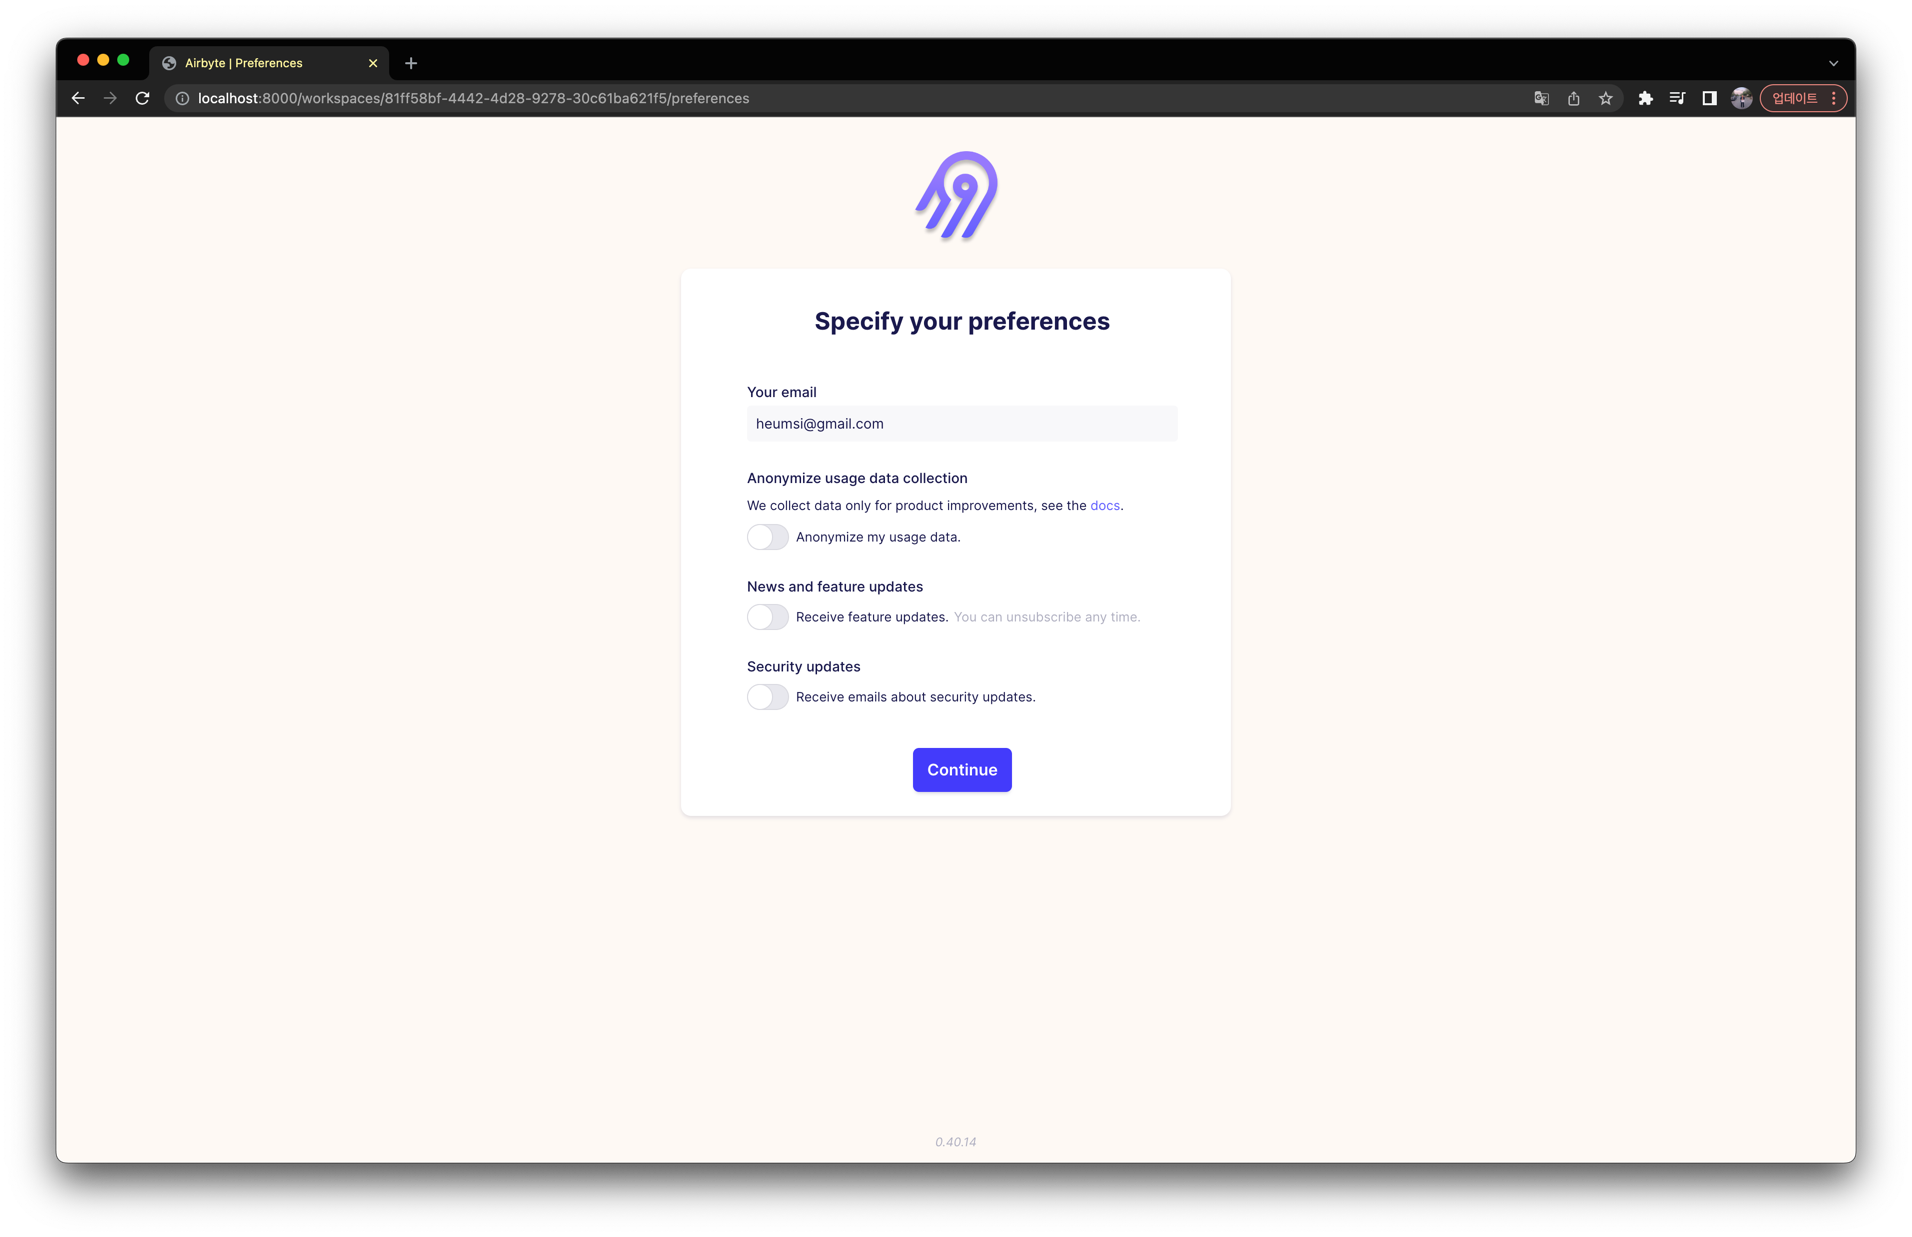 Airbyte | Preferences
localhost:8000/workspaces/81ff58bf-4442-4d28-9278-30c61ba621f5/preferences
업데이트
Specify your preferences
Your email
heumsi@gmail.com
Anonymize usage data collection
We collect data only for product improvements, see the docs.
Anonymize my usage data.
News and feature updates
Receive feature updates. You can unsubscribe any time.
Security updates
Receive emails about security updates.
Continue
0.40.14